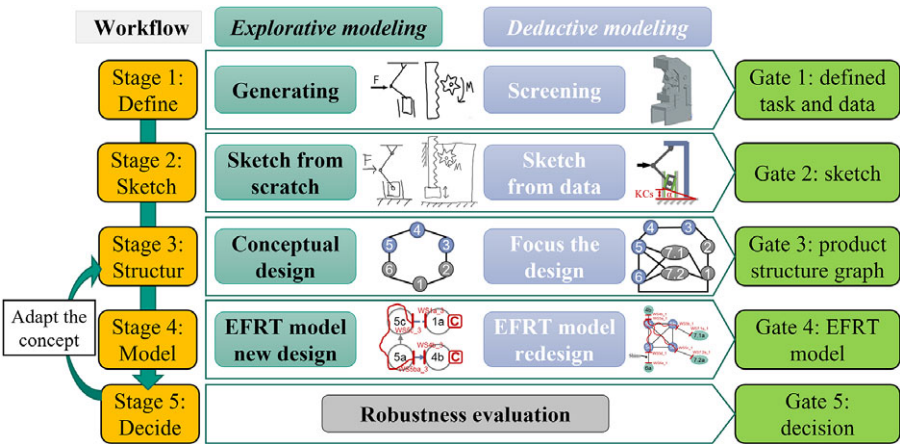 Workflow
Explorative modeling
Deductive modeling
Stage 1:
Define
Generating
F
M
Screening
Gate 1: defined
task and data
Stage 2:
Sketch
Sketch from
scratch
F
M
Sketch
from data
KCs
Gate 2: sketch
Stage 3:
Structur
Conceptual
design
4
5
3
6
2
1
Focus the
design
4
3
5
7.1
2
6
7.2
1
Gate 3: product
structure graph
Adapt the
concept
Stage 4:
Model
EFRT model
new design
5c
1a
C
5a
4b
C
EFRT model
redesign
7.1a
7.2a
Gate 4: EFRT
model
Stage 5:
Decide
Robustness evaluation
Gate 5:
decision